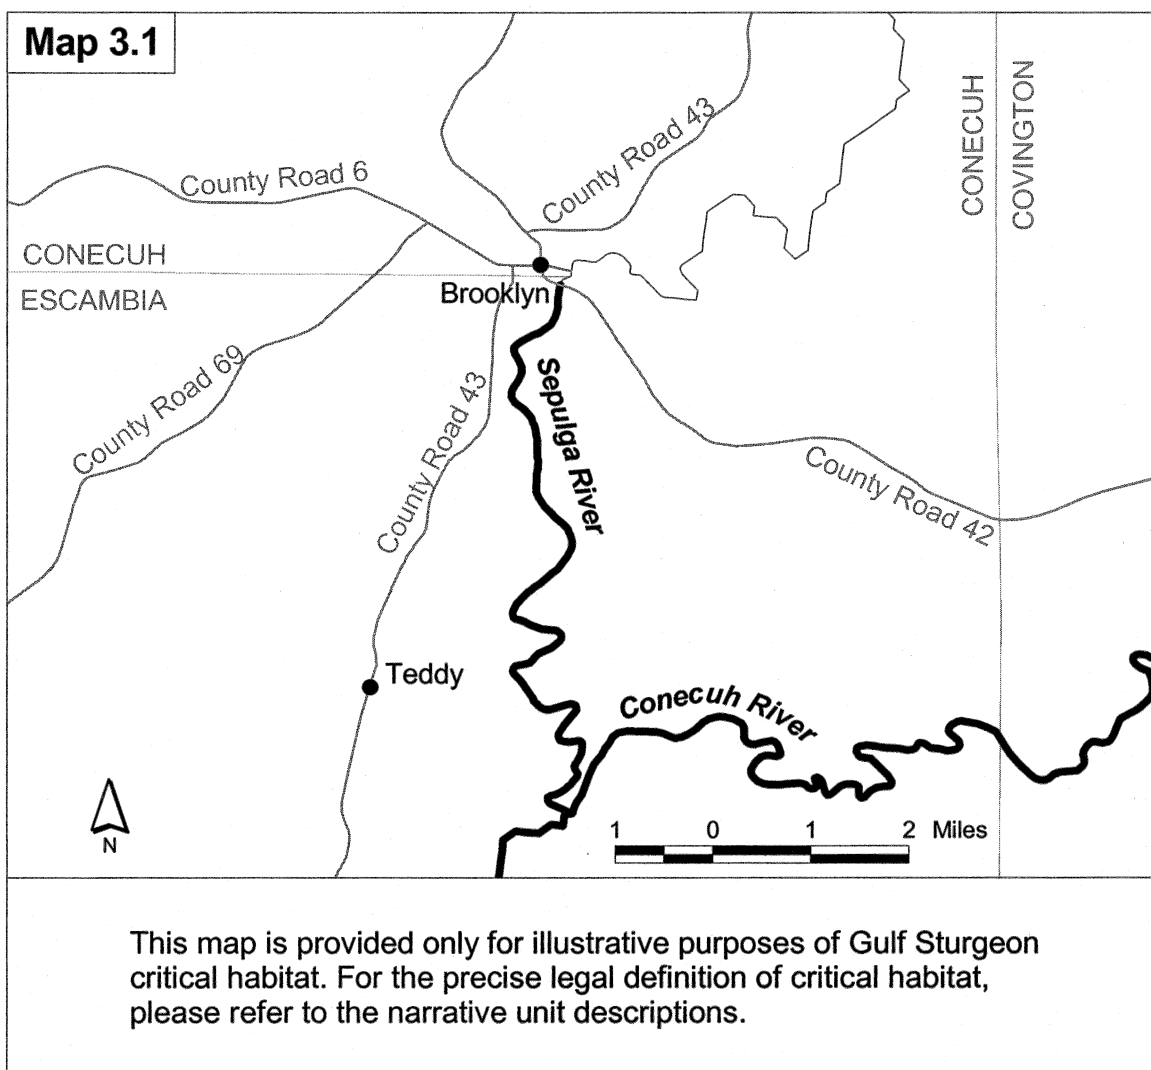 Map 3.1
County Road 43
CONECUH
COVINGTON
County Road 6
CONECUH
ESCAMBIA
Brooklyn
County Road 69
County Road 43
Sepulga River
County Road 42
Teddy
Conecuh River
N
1 0 1 2 Miles
This map is provided only for illustrative purposes of Gulf Sturgeon
critical habitat. For the precise legal definition of critical habitat,
please refer to the narrative unit descriptions.